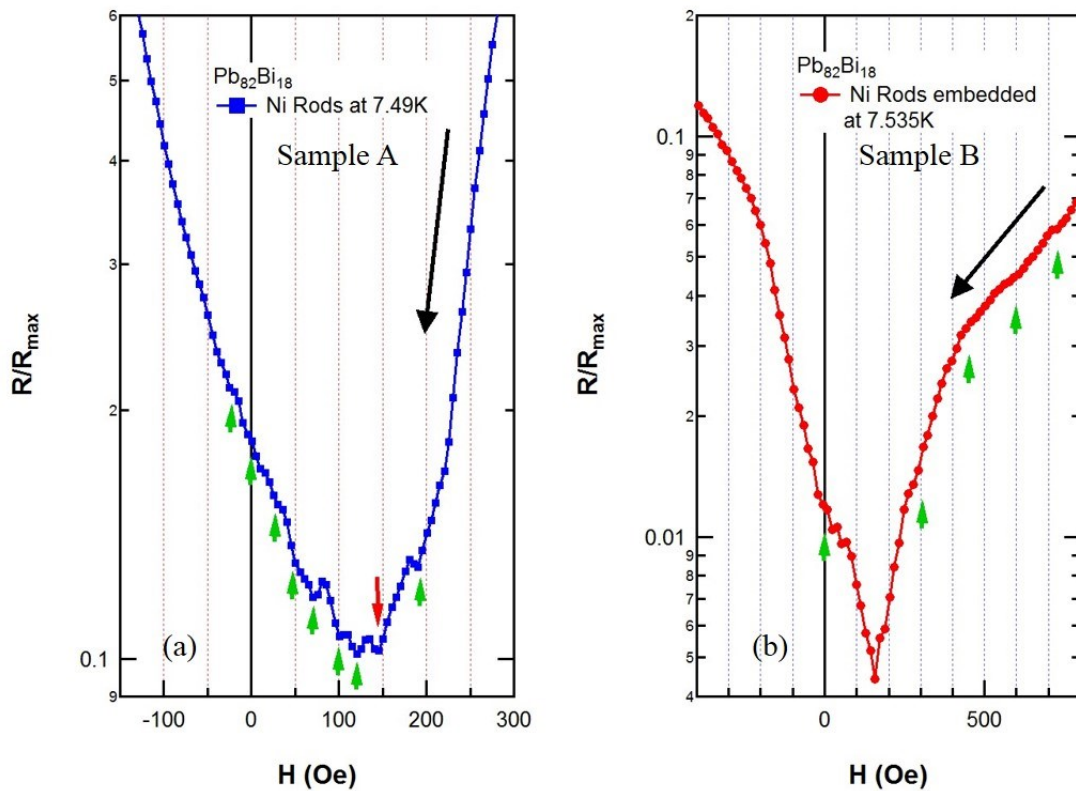 6
5
4
3
2
0.1
9
R/Rmax
Pb82Bi18
Ni Rods at 7.49K
Sample A
(a)
-100 0 100 200 300
H (Oe)
2
0.1
9
8
7
6
5
4
3
2
0.01
9
8
7
6
5
4
R/Rmax
Pb82Bi18
Ni Rods embedded
at 7.535K
Sample B
(b)
0 500
H (Oe)